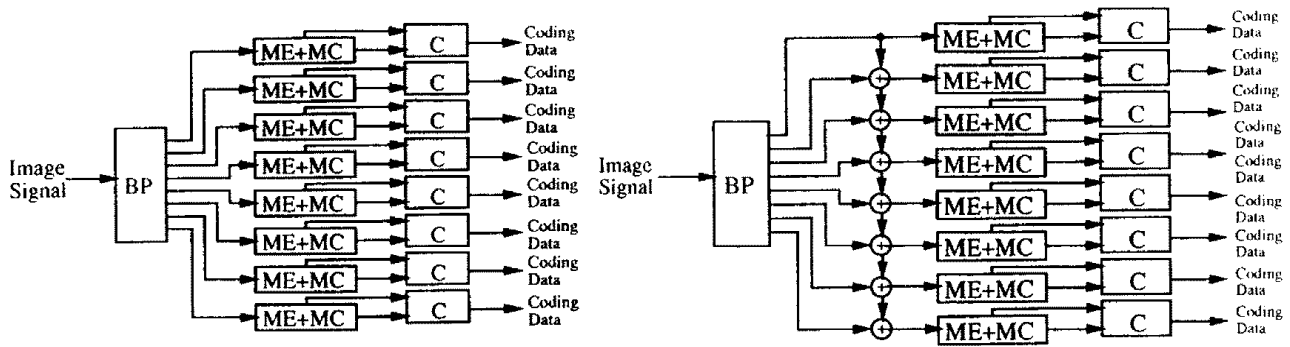 Image
Signal
BP
ME+MC
C
Coding
Data
ME+MC
C
Coding
Data
ME+MC
C
Coding
Data
ME+MC
C
Coding
Data
ME+MC
C
Coding
Data
ME+MC
C
Coding
Data
ME+MC
C
Coding
Data
ME+MC
C
Coding
Data
Image
Signal
BP
ME+MC
C
Coding
Data
+
ME+MC
C
Coding
Data
+
ME+MC
C
Coding
Data
+
ME+MC
C
Coding
Data
+
ME+MC
C
Coding
Data
+
ME+MC
C
Coding
Data
+
ME+MC
C
Coding
Data
+
ME+MC
C
Coding
Data